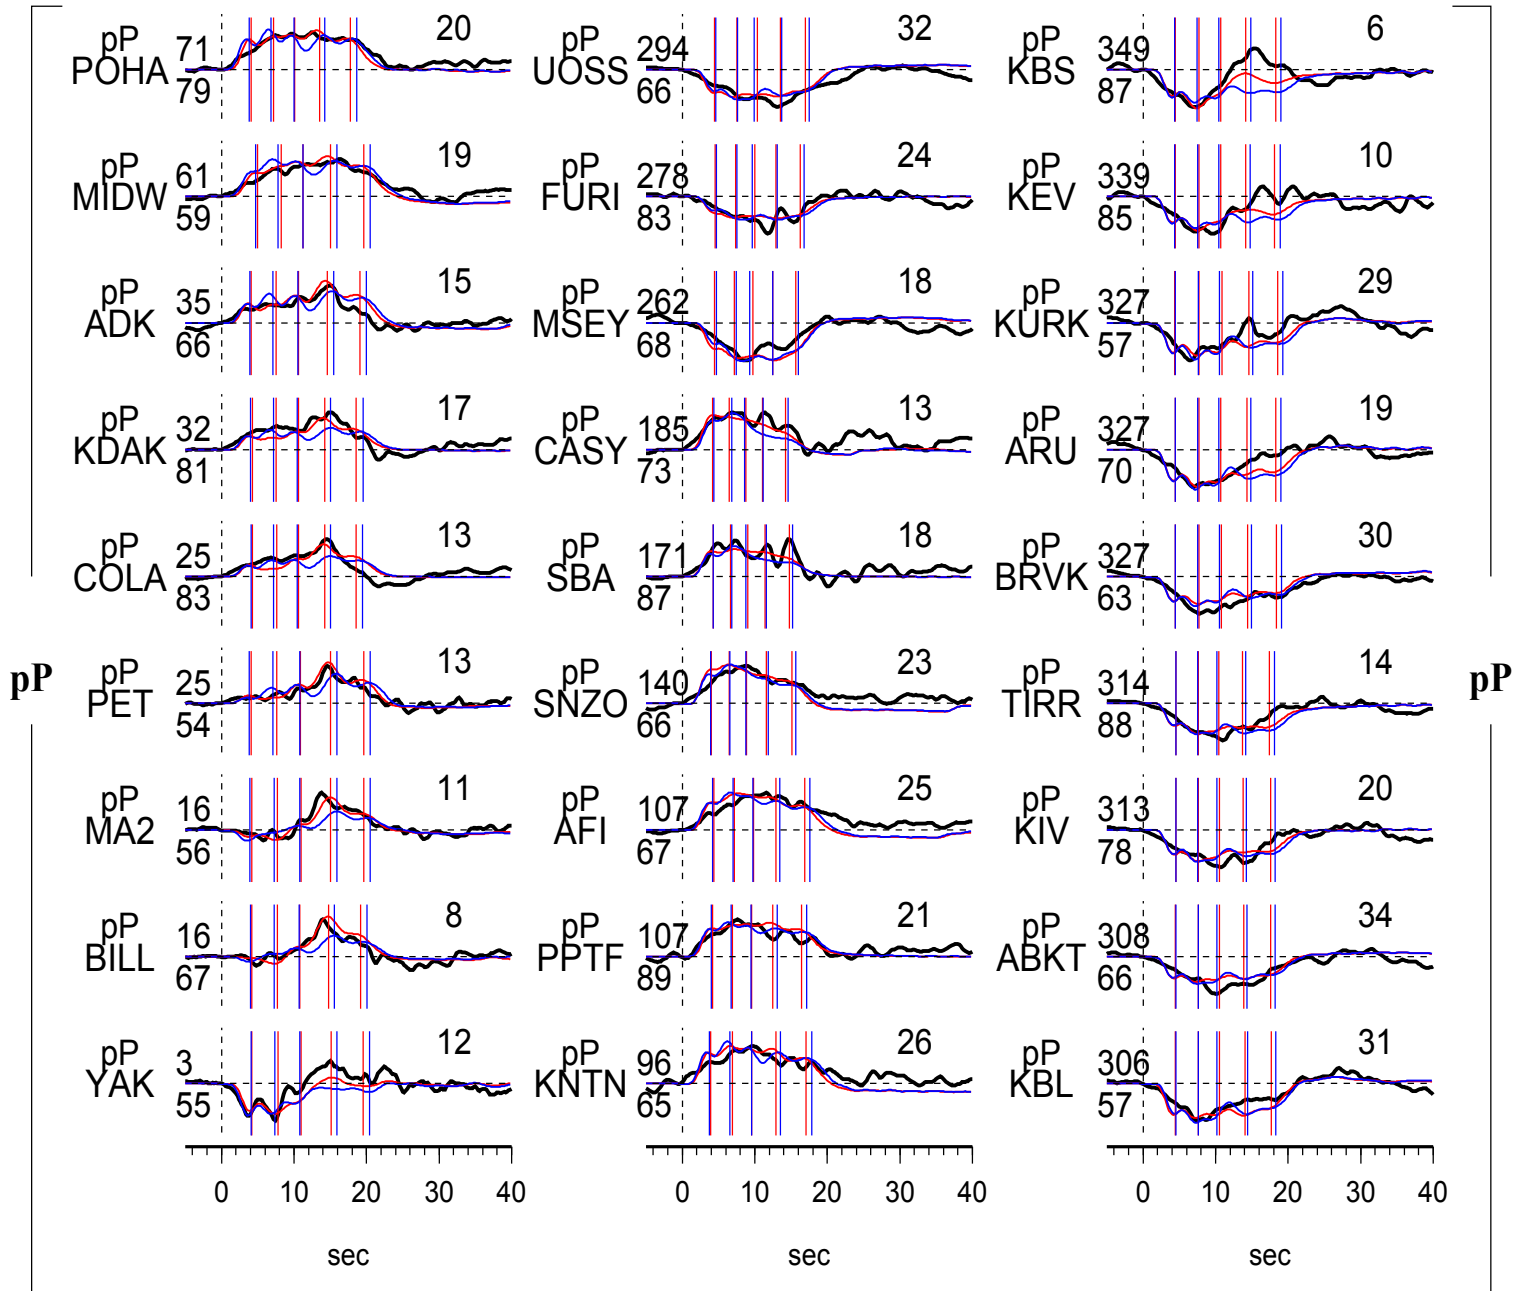 pP
71 20
POHA
79
pP
61 19
MIDW
59
pP
35 15
ADK
66
pP
32 17
KDAK
81
pP
25 13
COLA
83
pP
25 13
PET
54
pP
16 11
MA2
56
pP
16 8
BILL
67
pP
3 12
YAK
55
0 10 20 30 40
sec
pP
294 32
UOSS
66
pP
278 24
FURI
83
pP
262 18
MSEY
68
pP
185 13
CASY
73
pP
171 18
SBA
87
pP
140 23
SNZO
66
pP
107 25
AFI
67
pP
107 21
PPTF
89
pP
96 26
KNTN
65
0 10 20 30 40
sec
pP
349 6
KBS
87
pP
339 10
KEV
85
pP
327 29
KURK
57
pP
327 19
ARU
70
pP
327 30
BRVK
63
pP
314 14
TIRR
88
pP
313 20
KIV
78
pP
308 34
ABKT
66
pP
306 31
KBL
57
0 10 20 30 40
sec
pP
pP